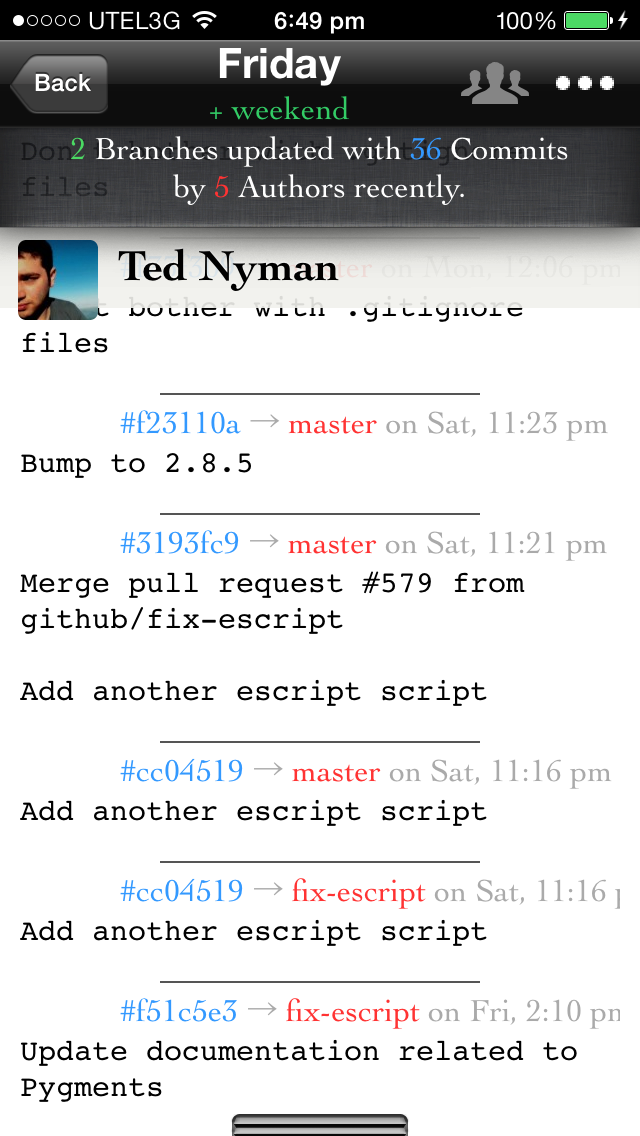 UTEL3G 6:49 pm 100%
Back Friday
+ weekend
2 Branches updated with 36 Commits
by 5 Authors recently.
files
Ted Nyman
on Mon, 12:06 pm
bother with .gitignore
files
#f23110a → master on Sat, 11:23 pm
Bump to 2.8.5
#3193fc9 → master on Sat, 11:21 pm
Merge pull request #579 from
github/fix-escript
Add another escript script
#cc04519 → master on Sat, 11:16 pm
Add another escript script
#cc04519 → fix-escript on Sat, 11:16
Add another escript script
#f51c5e3 → fix-escript on Fri, 2:10 pm
Update documentation related to
Pygments